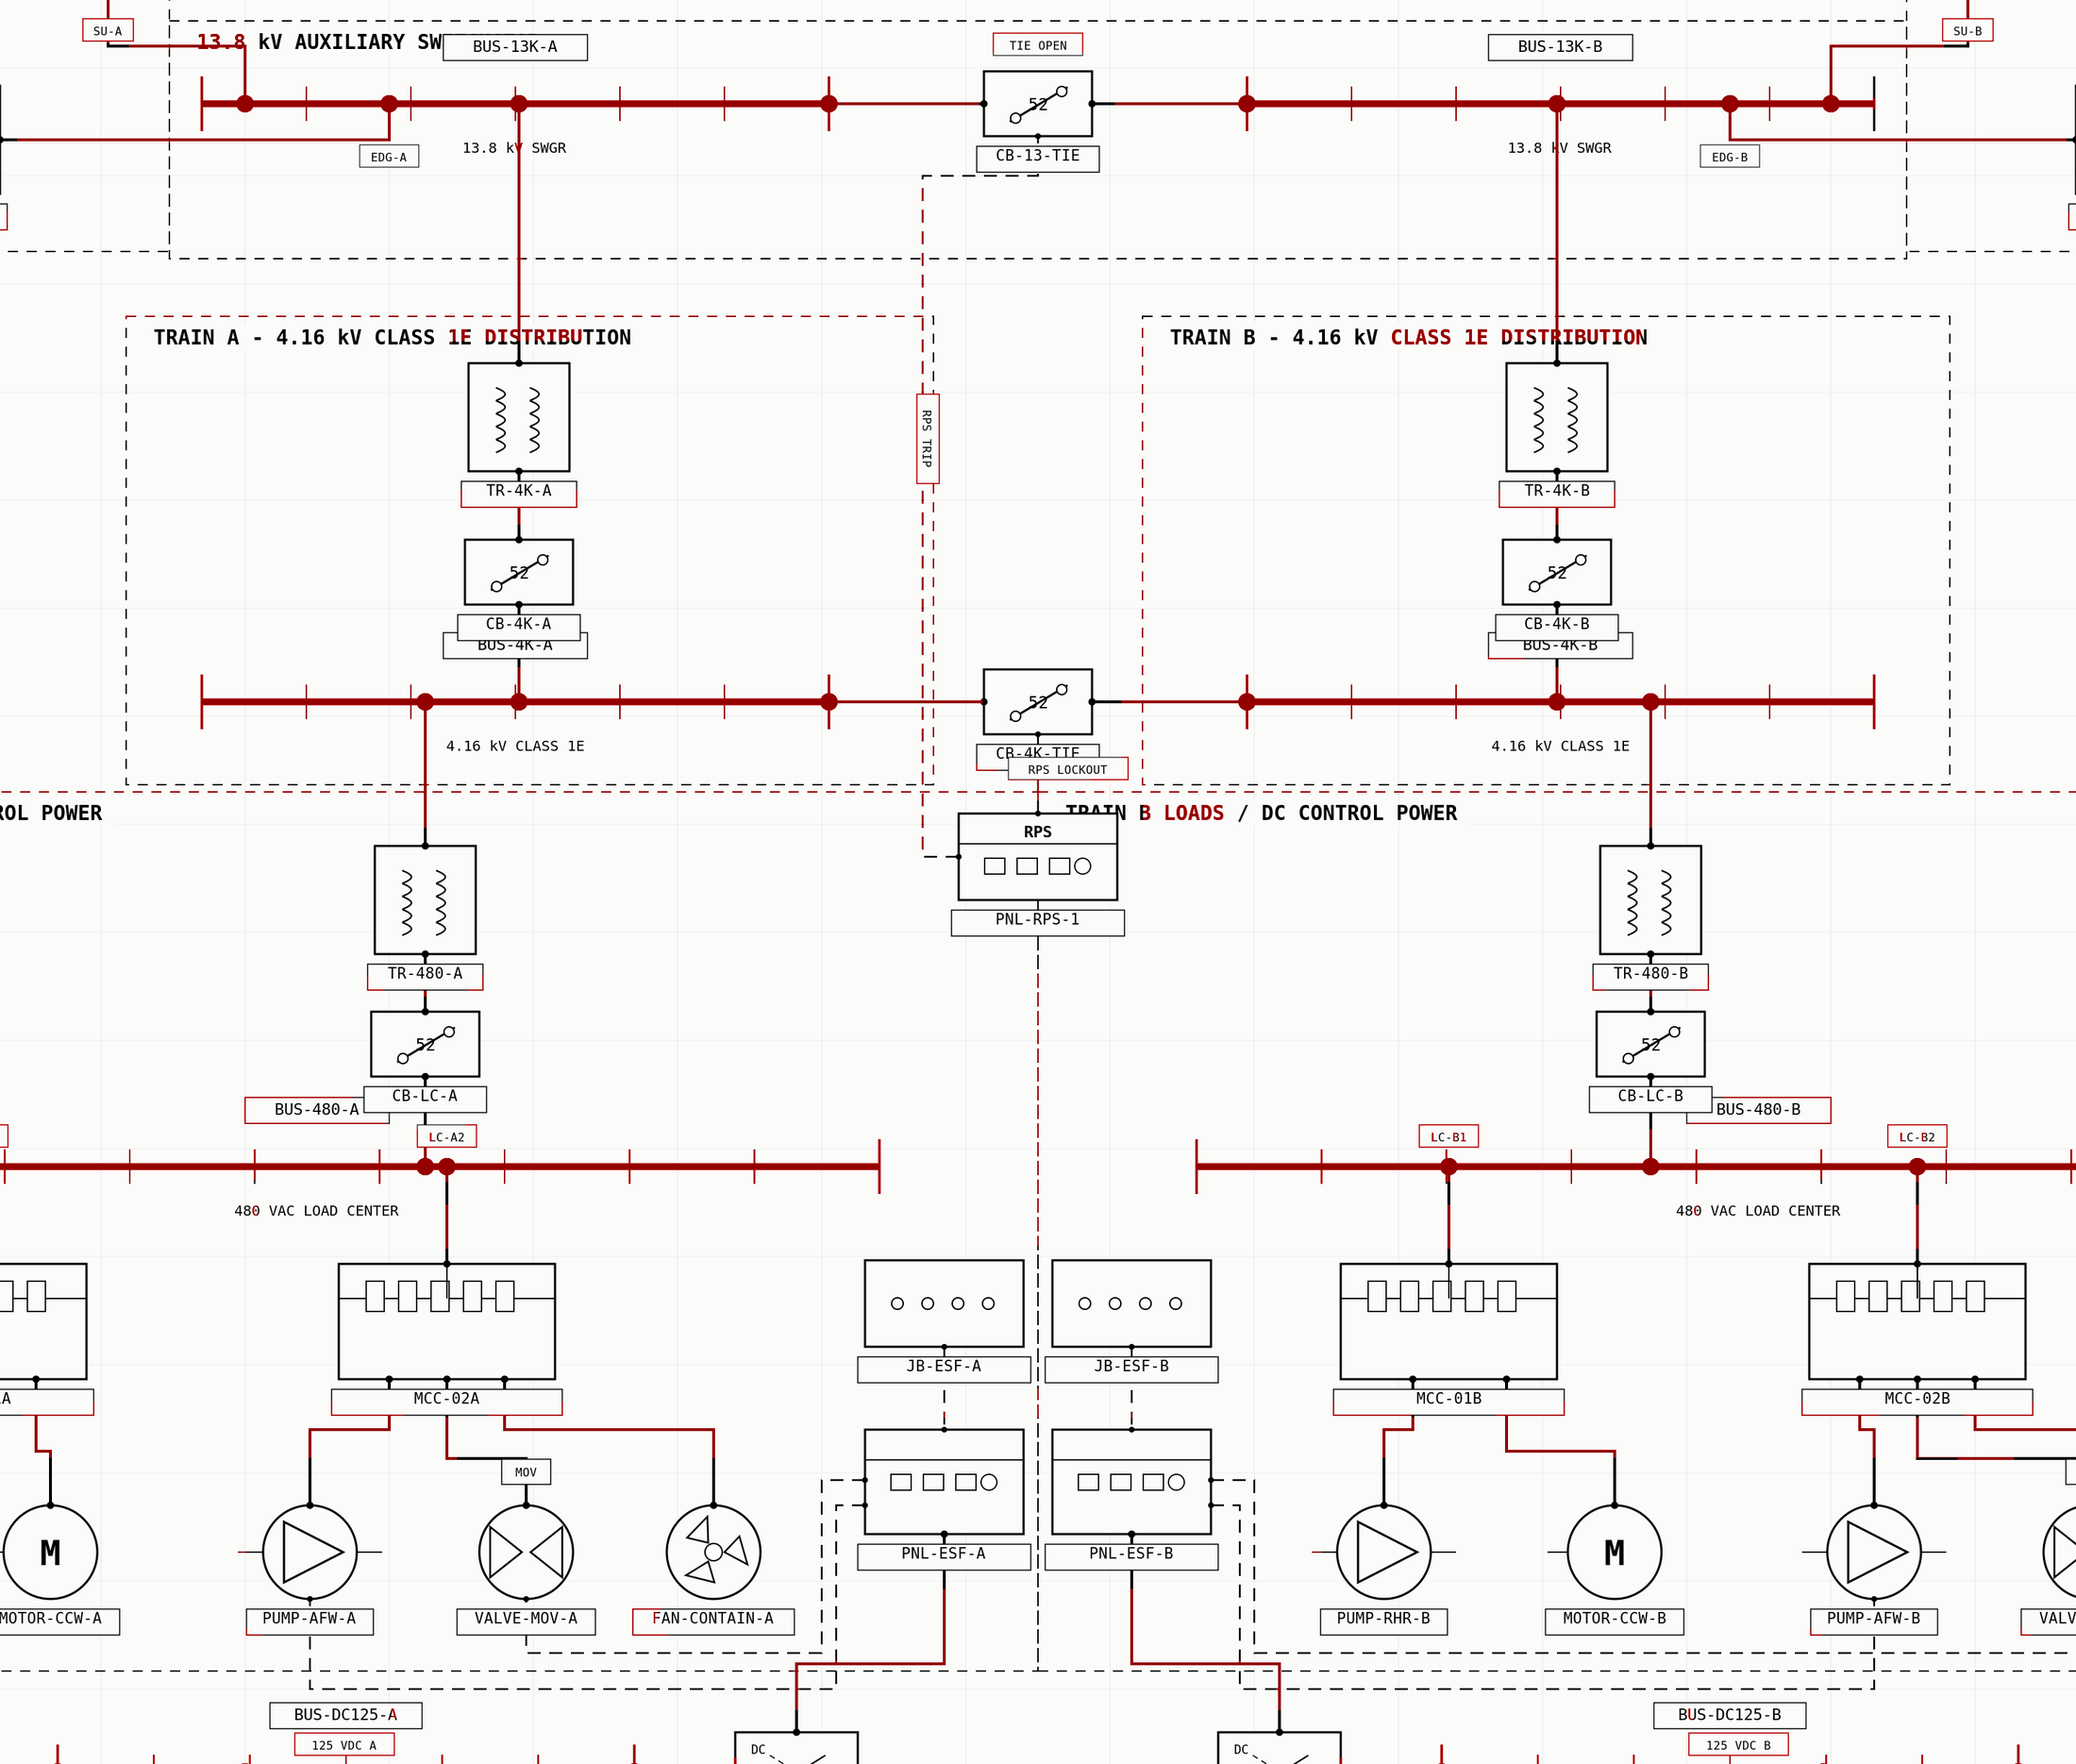 SU-A
13.8 kV AUXILIARY SW
BUS-13K-A
TIE OPEN
BUS-13K-B
SU-B
52
EDG-A
13.8 kV SWGR
CB-13-TIE
13.8 kV SWGR
EDG-B
TRAIN A - 4.16 kV CLASS 1E DISTRIBUTION
TRAIN B - 4.16 kV CLASS 1E DISTRIBUTION
RPS TRIP
TR-4K-A
TR-4K-B
52
52
CB-4K-A
BUS-4K-A
CB-4K-B
BUS-4K-B
52
4.16 kV CLASS 1E
CB-4K-TIE
4.16 kV CLASS 1E
RPS LOCKOUT
ROL POWER
TRAIN B LOADS / DC CONTROL POWER
RPS
PNL-RPS-1
TR-480-A
TR-480-B
52
52
CB-LC-A
BUS-480-A
CB-LC-B
BUS-480-B
LC-A2
LC-B1
LC-B2
480 VAC LOAD CENTER
480 VAC LOAD CENTER
JB-ESF-A
JB-ESF-B
A
MCC-02A
MCC-01B
MCC-02B
MOV
M
M
PNL-ESF-A
PNL-ESF-B
MOTOR-CCW-A
PUMP-AFW-A
VALVE-MOV-A
FAN-CONTAIN-A
PUMP-RHR-B
MOTOR-CCW-B
PUMP-AFW-B
VALV
BUS-DC125-A
BUS-DC125-B
125 VDC A
DC
DC
125 VDC B